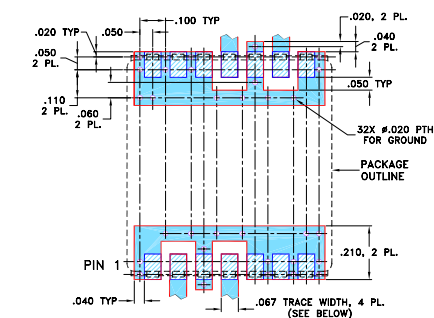 .020, 2 PL.
.100 TYP
.050
.020 TYP
.040
2 PL.
.050
2 PL.
.050 TYP
.110
2 PL.
.060
2 PL.
32X ø.020 PTH
FOR GROUND
PACKAGE
OUTLINE
.210, 2 PL.
PIN 1
.040 TYP
.067 TRACE WIDTH, 4 PL.
(SEE BELOW)